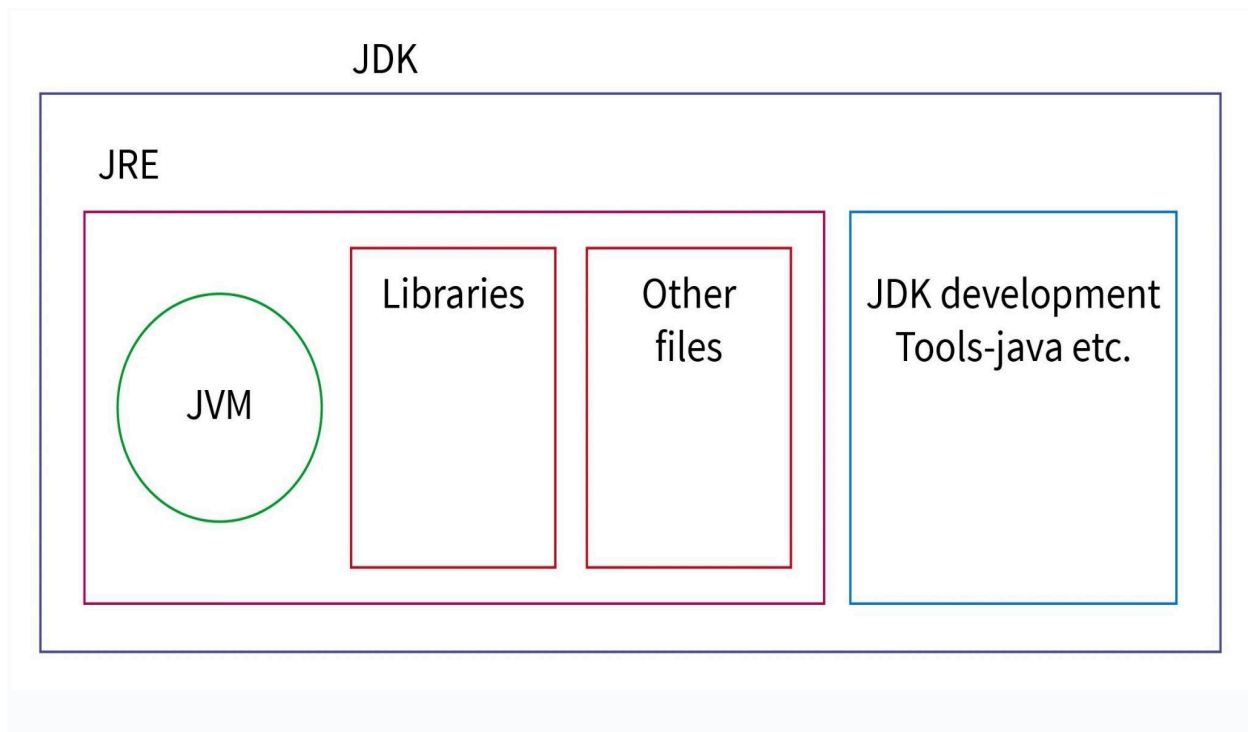 JDK
JRE
JVM
Libraries
Other
files
JDK development
Tools-java etc.